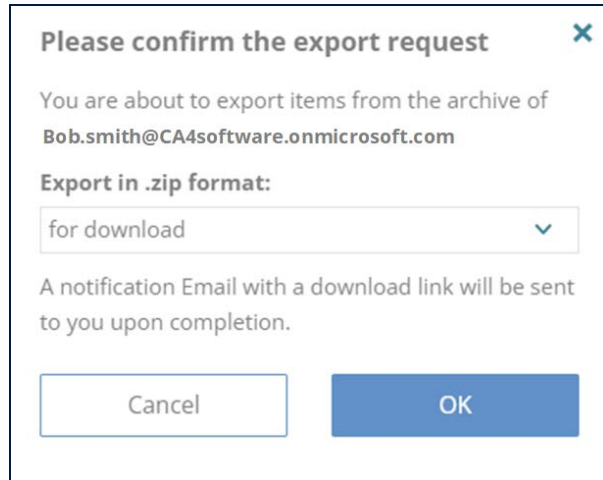 Please confirm the export request
You are about to export items from the archive of
Bob.smith@CA4software.onmicrosoft.com
Export in .zip format:
for download
A notification Email with a download link will be sent
to you upon completion.
Cancel
OK